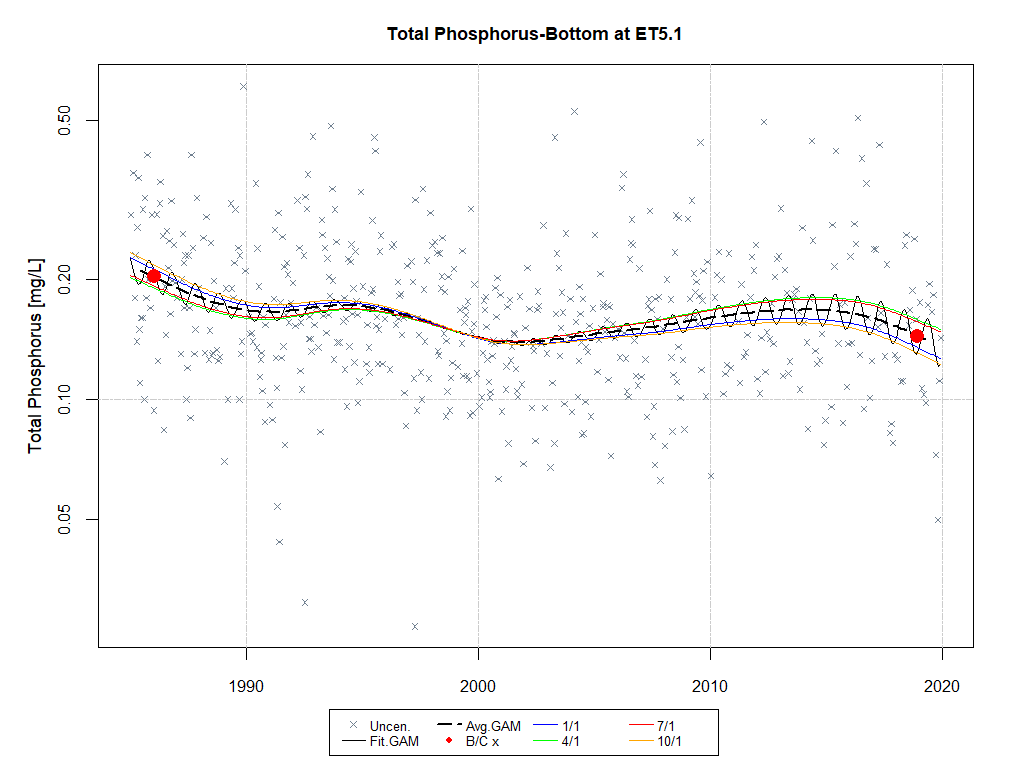 Total Phosphorus-Bottom at ET5.1
Total Phosphorus [mg/L]
0.50
0.20
0.10
0.05
1990 2000 2010 2020
Uncen. Avg.GAM 1/1 7/1
Fit.GAM B/C x 4/1 10/1